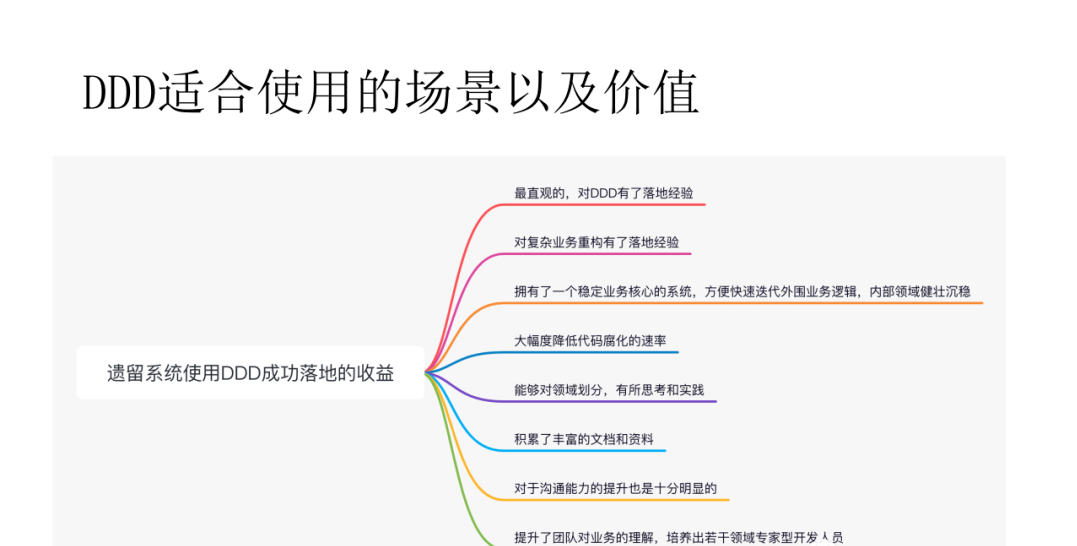 DDD适合使用的场景以及价值
最直观的，对DDD有了落地经验
对复杂业务重构有了落地经验
拥有了一个稳定业务核心的系统，方便快速迭代外围业务逻辑，内部领域健壮沉稳
大幅度降低代码腐化的速率
遗留系统使用DDD成功落地的收益
能够对领域划分，有所思考和实践
积累了丰富的文档和资料
对于沟通能力的提升也是十分明显的
提升了团队对业务的理解，培养出若干领域专家型开发人员